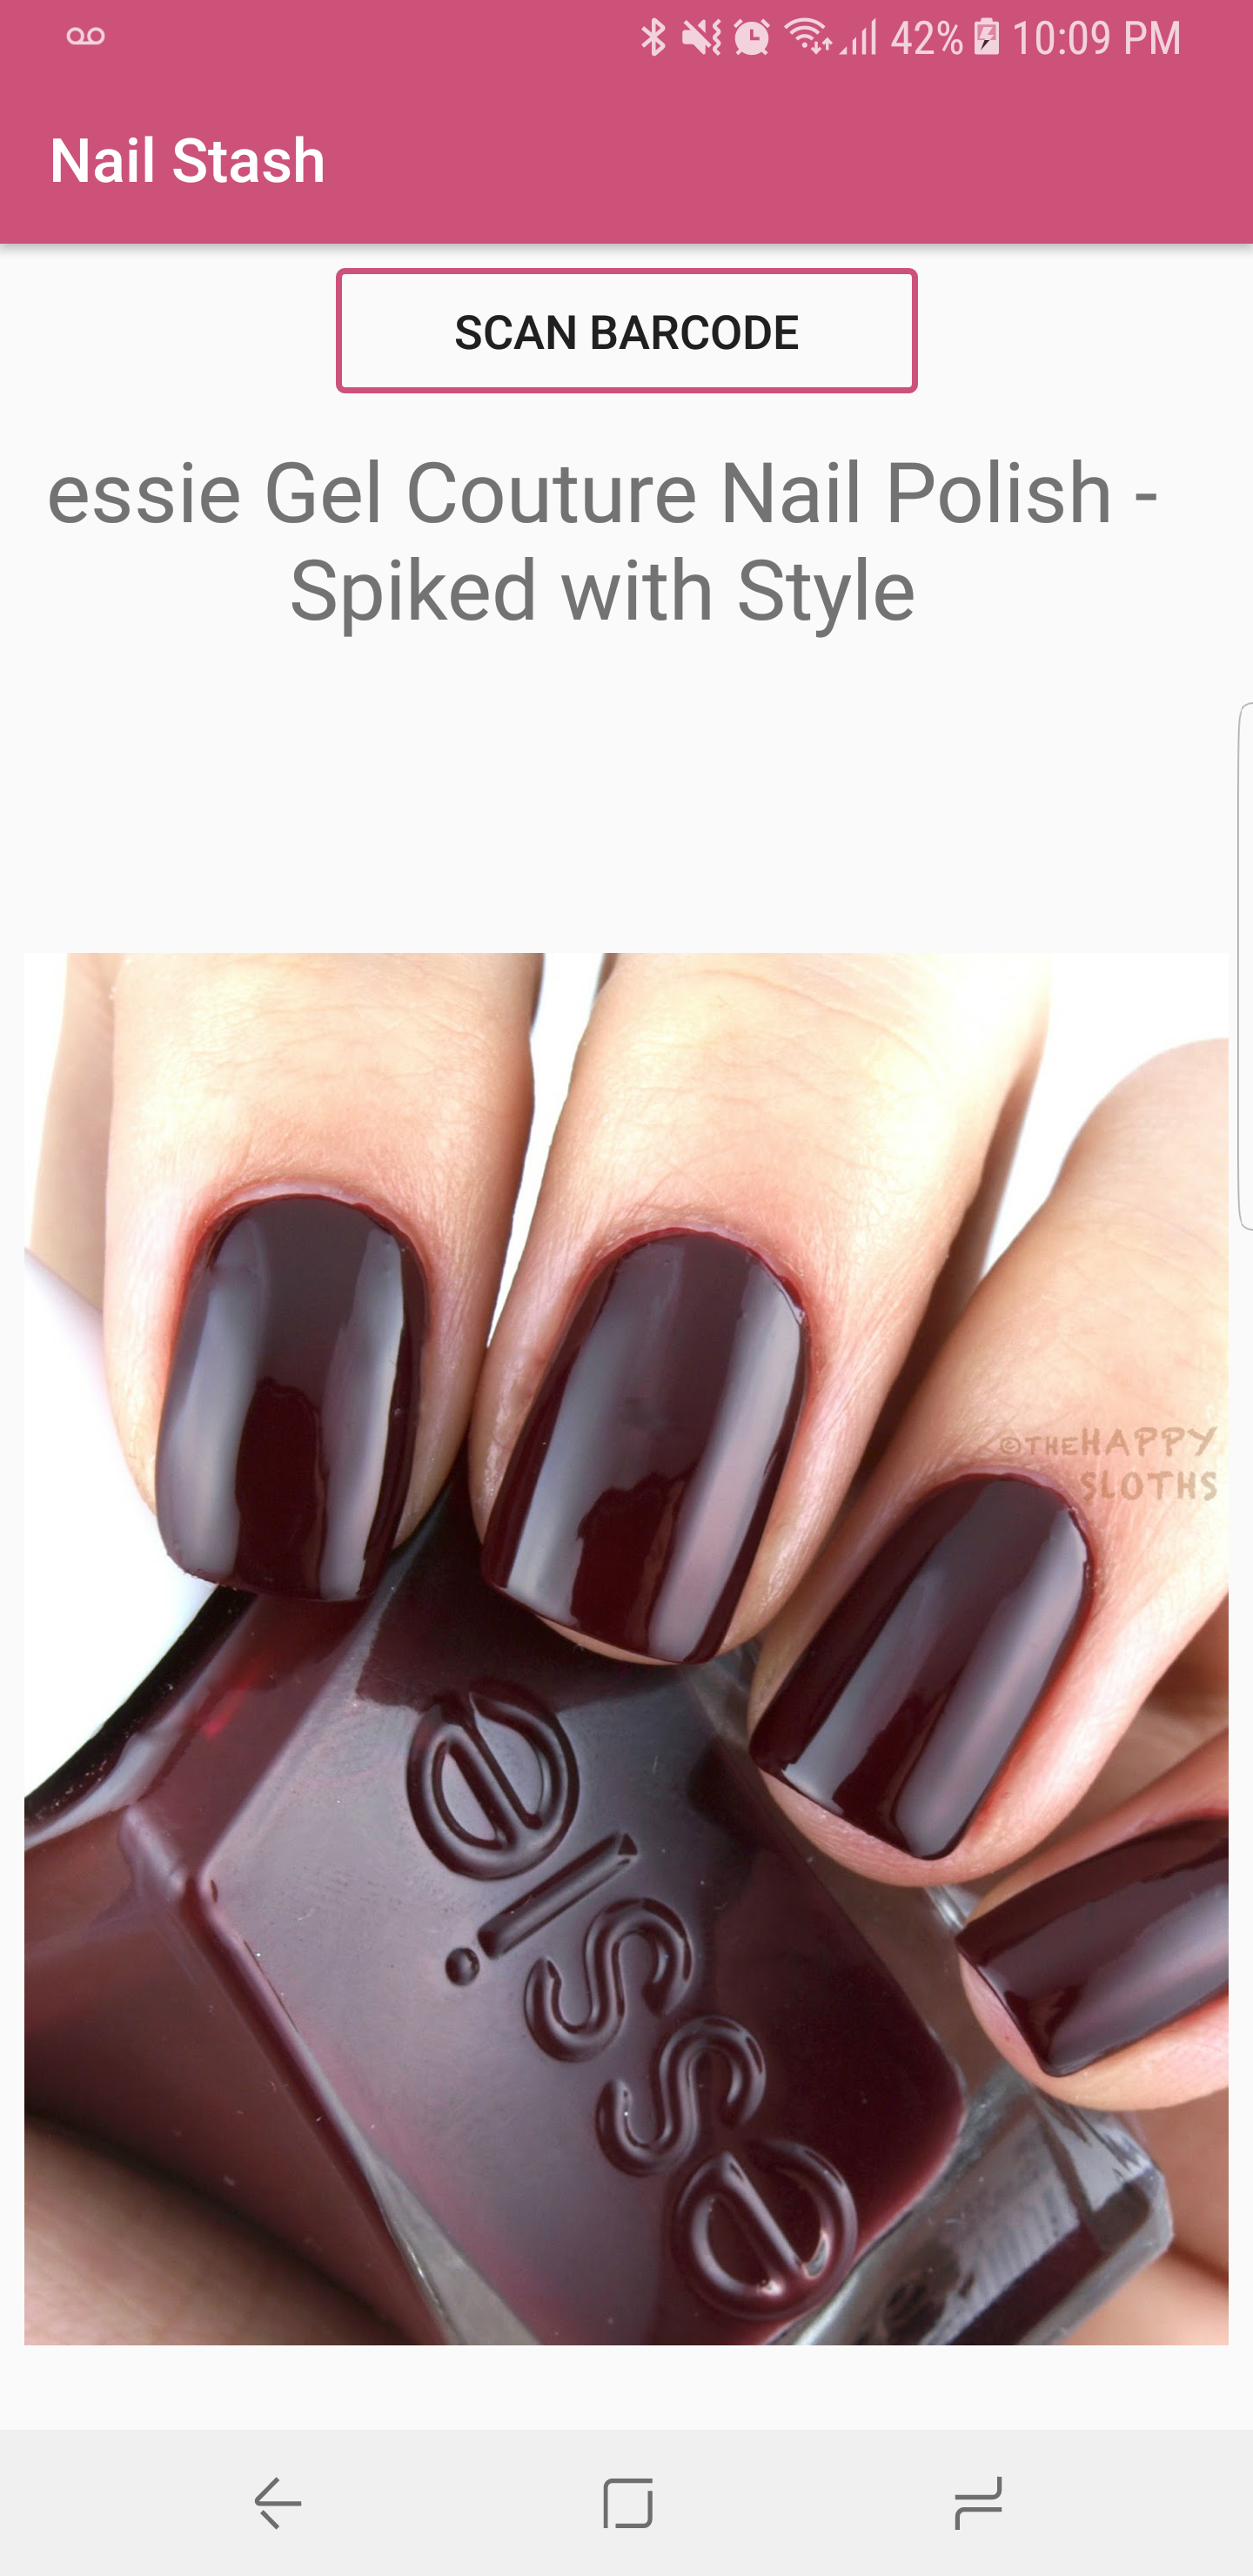 42% 10:09 PM
Nail Stash
SCAN BARCODE
essie Gel Couture Nail Polish -
Spiked with Style
©THEHAPPY
SLOTHS
essie